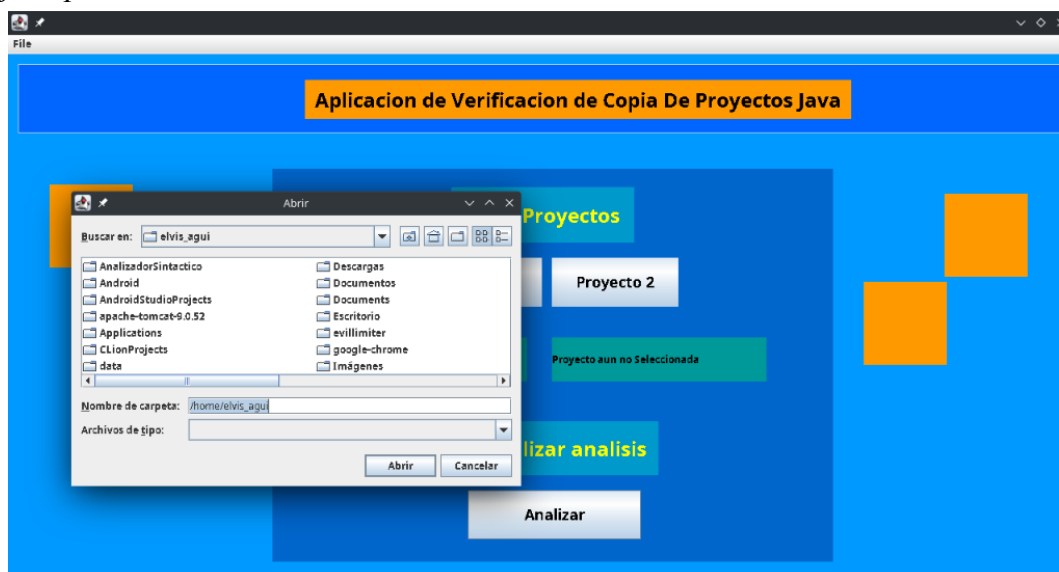 File
Aplicacion de Verificacion de Copia De Proyectos Java
Abrir
Proyectos
Buscar en: elvis_agui
AnalizadorSintactico
Descargas
Android
Documentos
Proyecto 2
AndroidStudioProjects
Documents
apache-tomcat-9.0.52
Escritorio
Applications
evillimiter
CLionProjects
google-chrome
data
Imágenes
Proyecto aun no Seleccionada
Nombre de carpeta: /home/elvis_agui
Archivos de tipo:
lizar analisis
Abrir
Cancelar
Analizar